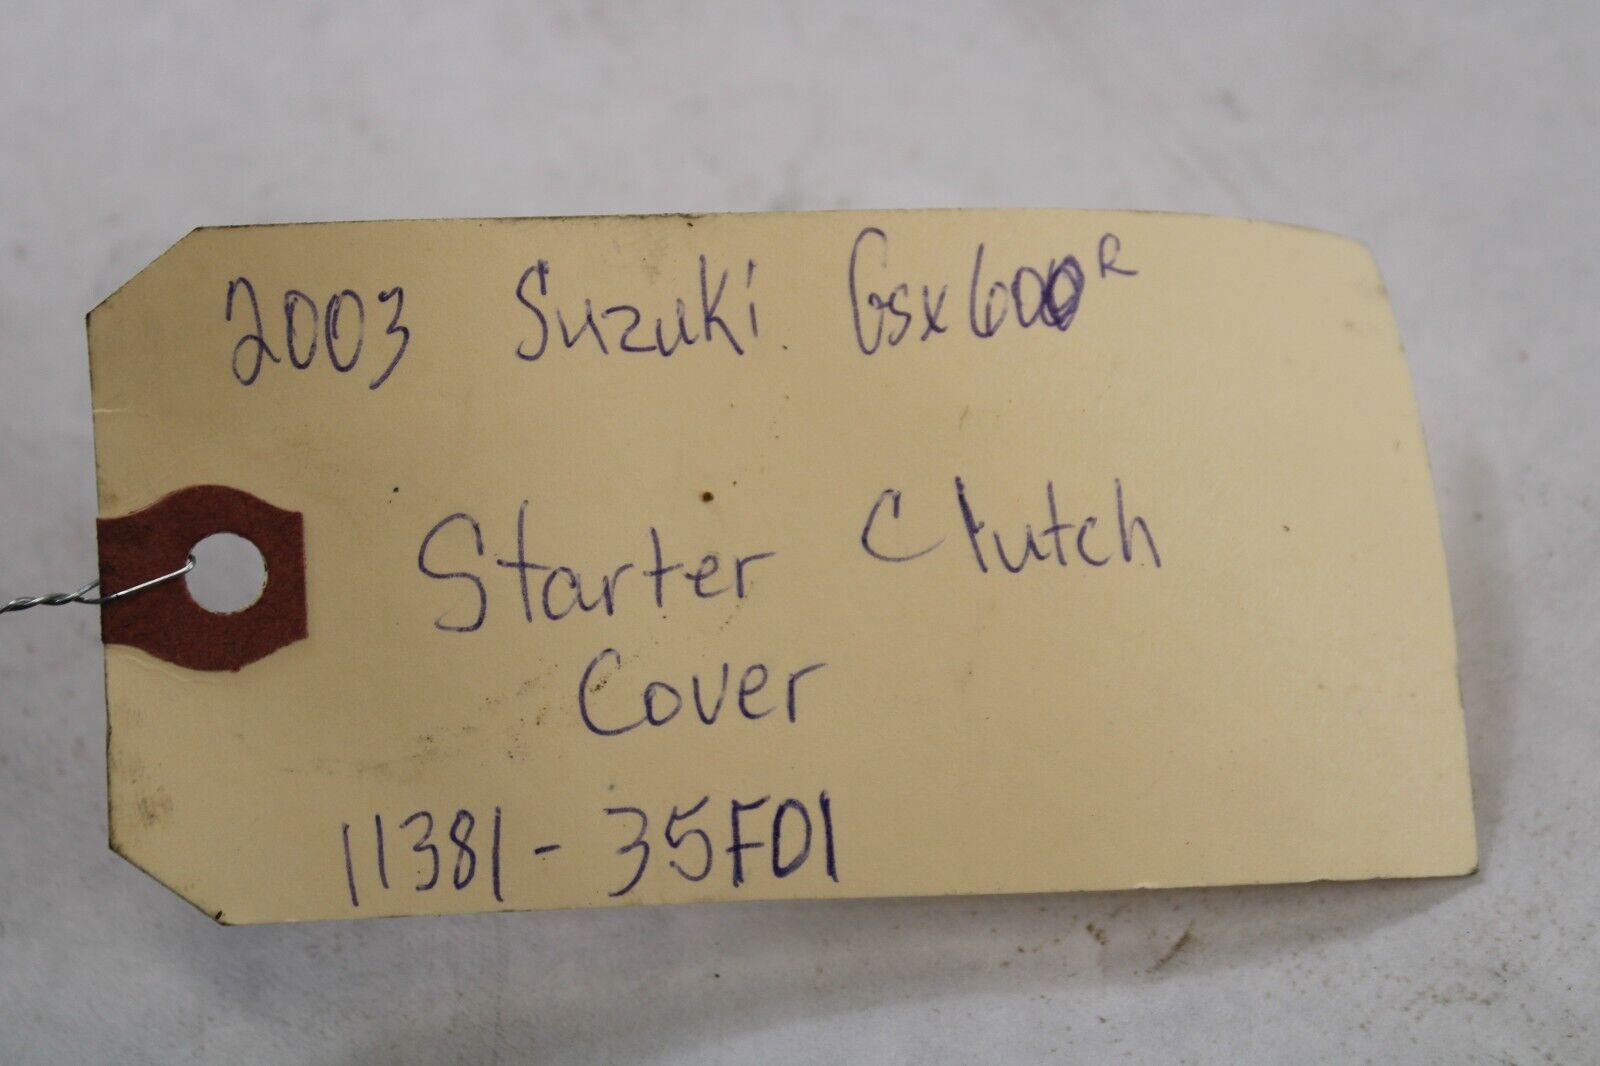 2003 Suzuki Gsx600R
Starter Clutch
Cover
11381-35F01